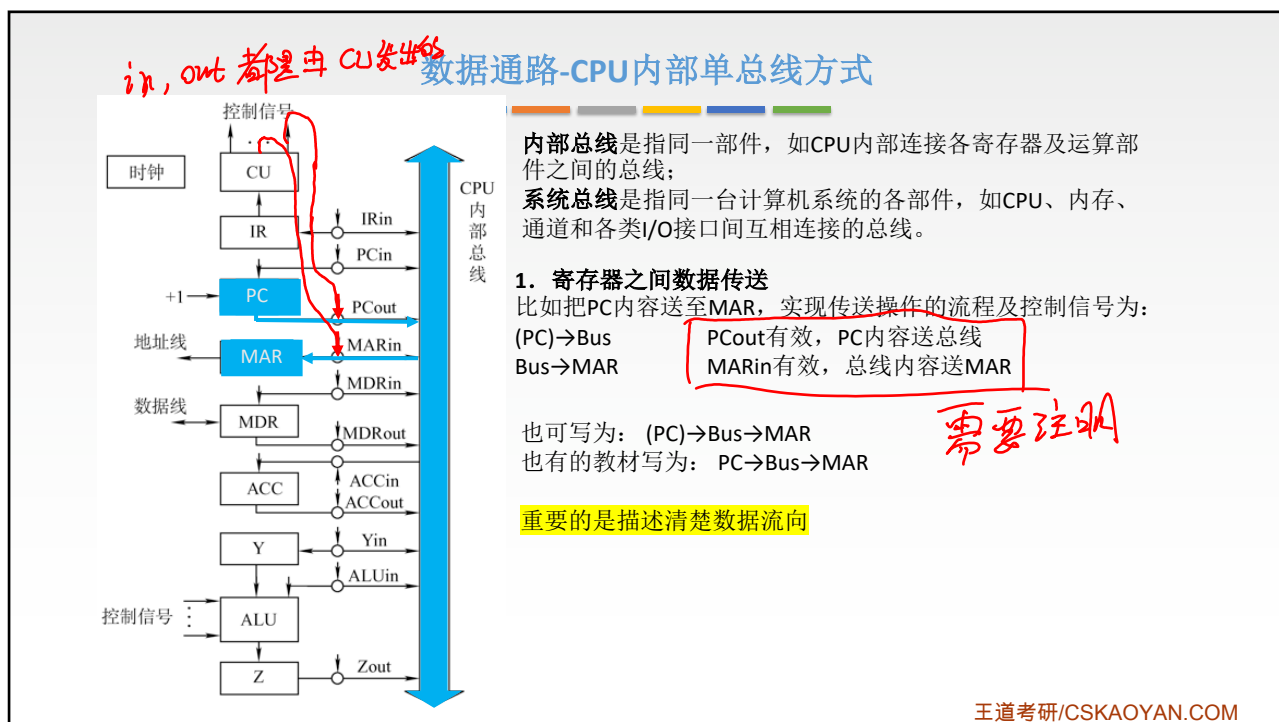 in, out 都是由 CU发出的
数据通路-CPU内部单总线方式
控制信号
时钟
CU
IR
IRin
PCin
+1
PC
PCout
地址线
MAR
MARin
MDRin
数据线
MDR
MDRout
ACC
ACCin
ACCout
Y
Yin
ALUin
控制信号
ALU
Z
Zout
CPU
内
部
总
线
内部总线是指同一部件，如CPU内部连接各寄存器及运算部
件之间的总线；
系统总线是指同一台计算机系统的各部件，如CPU、内存、
通道和各类I/O接口间互相连接的总线。
1．寄存器之间数据传送
比如把PC内容送至MAR，实现传送操作的流程及控制信号为：
(PC)→Bus PCout有效，PC内容送总线
Bus→MAR MARin有效，总线内容送MAR
需要注明
也可写为： (PC)→Bus→MAR
也有的教材写为： PC→Bus→MAR
重要的是描述清楚数据流向
王道考研/CSKAOYAN.COM